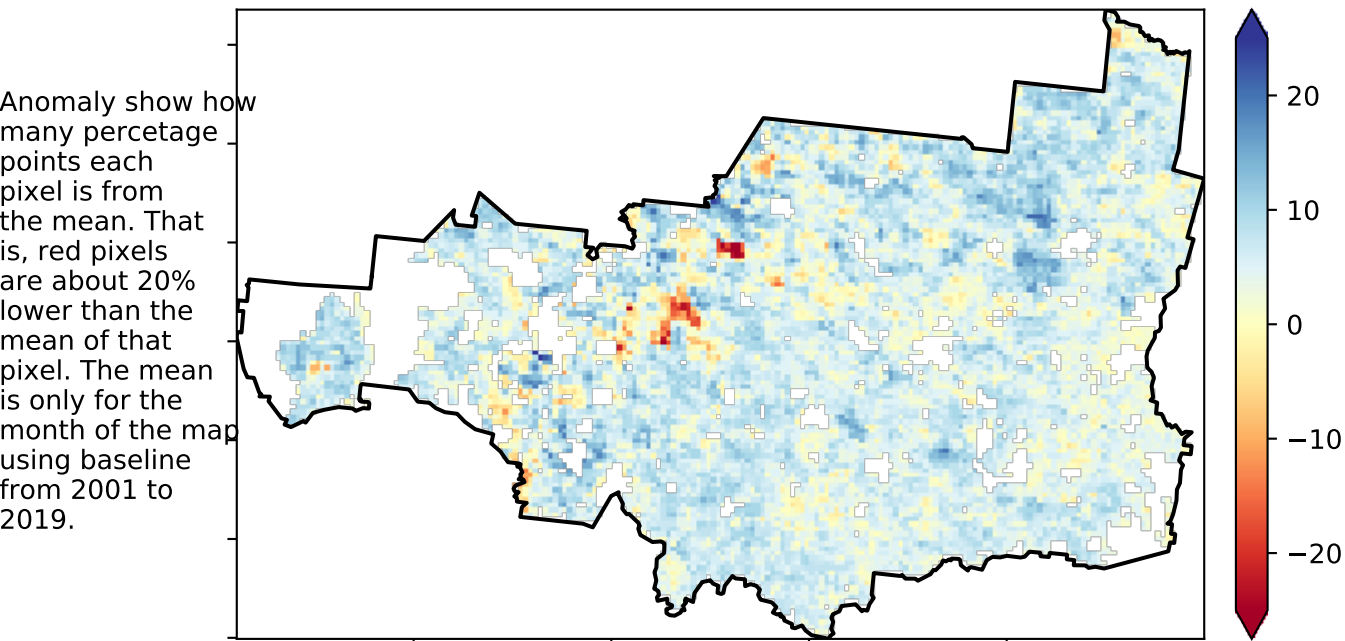 Anomaly show how
many percetage
points each
pixel is from
the mean. That
is, red pixels
are about 20%
lower than the
mean of that
pixel. The mean
is only for the
month of the map
using baseline
from 2001 to
2019.
20
10
0
−10
−20